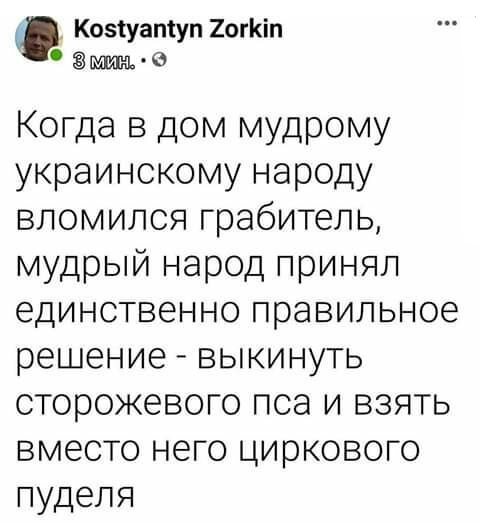 Kostyantyn Zorkin
3 мин. •
Когда в дом мудрому
украинскому народу
вломился грабитель,
мудрый народ принял
единственно правильное
решение - выкинуть
сторожевого пса и взять
вместо него циркового
пуделя